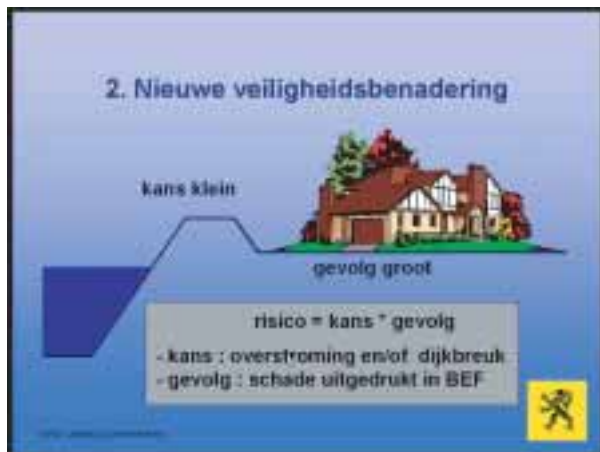 2. Nieuwe veiligheidsbenadering
kans klein
gevolg groot
risico = kans * gevolg
- kans : overstroming en/of dijkbreuk
- gevolg : schade uitgedrukt in BEF